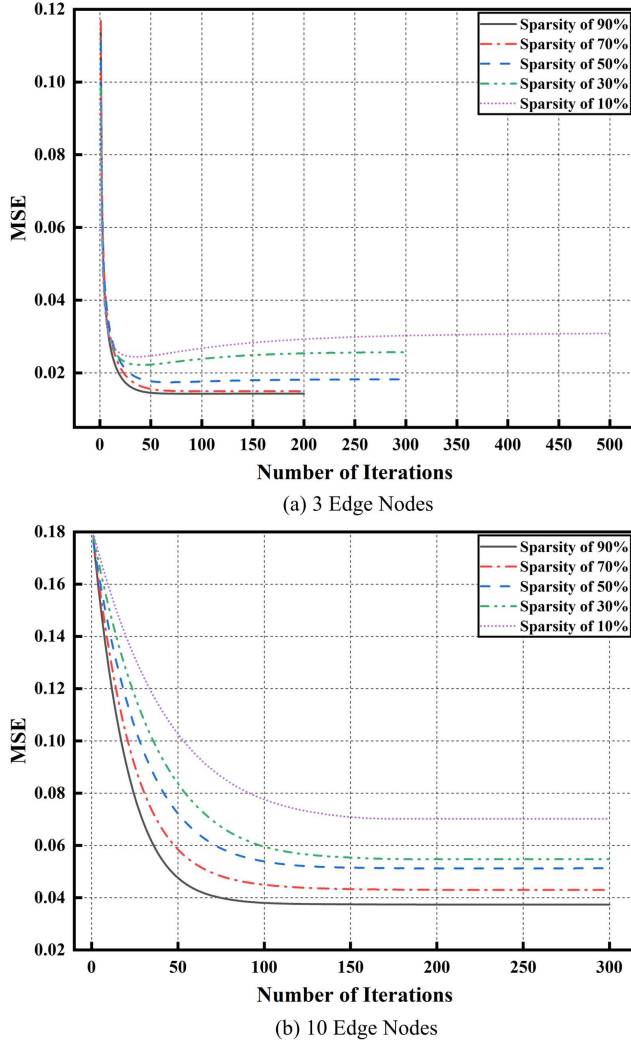 0.12
0.10
0.08
0.06
0.04
0.02
MSE
Sparsity of 90%
Sparsity of 70%
Sparsity of 50%
Sparsity of 30%
Sparsity of 10%
0 50 100 150 200 250 300 350 400 450 500
Number of Iterations
(a) 3 Edge Nodes
0.18
0.16
0.14
0.12
0.10
0.08
0.06
0.04
0.02
MSE
Sparsity of 90%
Sparsity of 70%
Sparsity of 50%
Sparsity of 30%
Sparsity of 10%
0 50 100 150 200 250 300
Number of Iterations
(b) 10 Edge Nodes